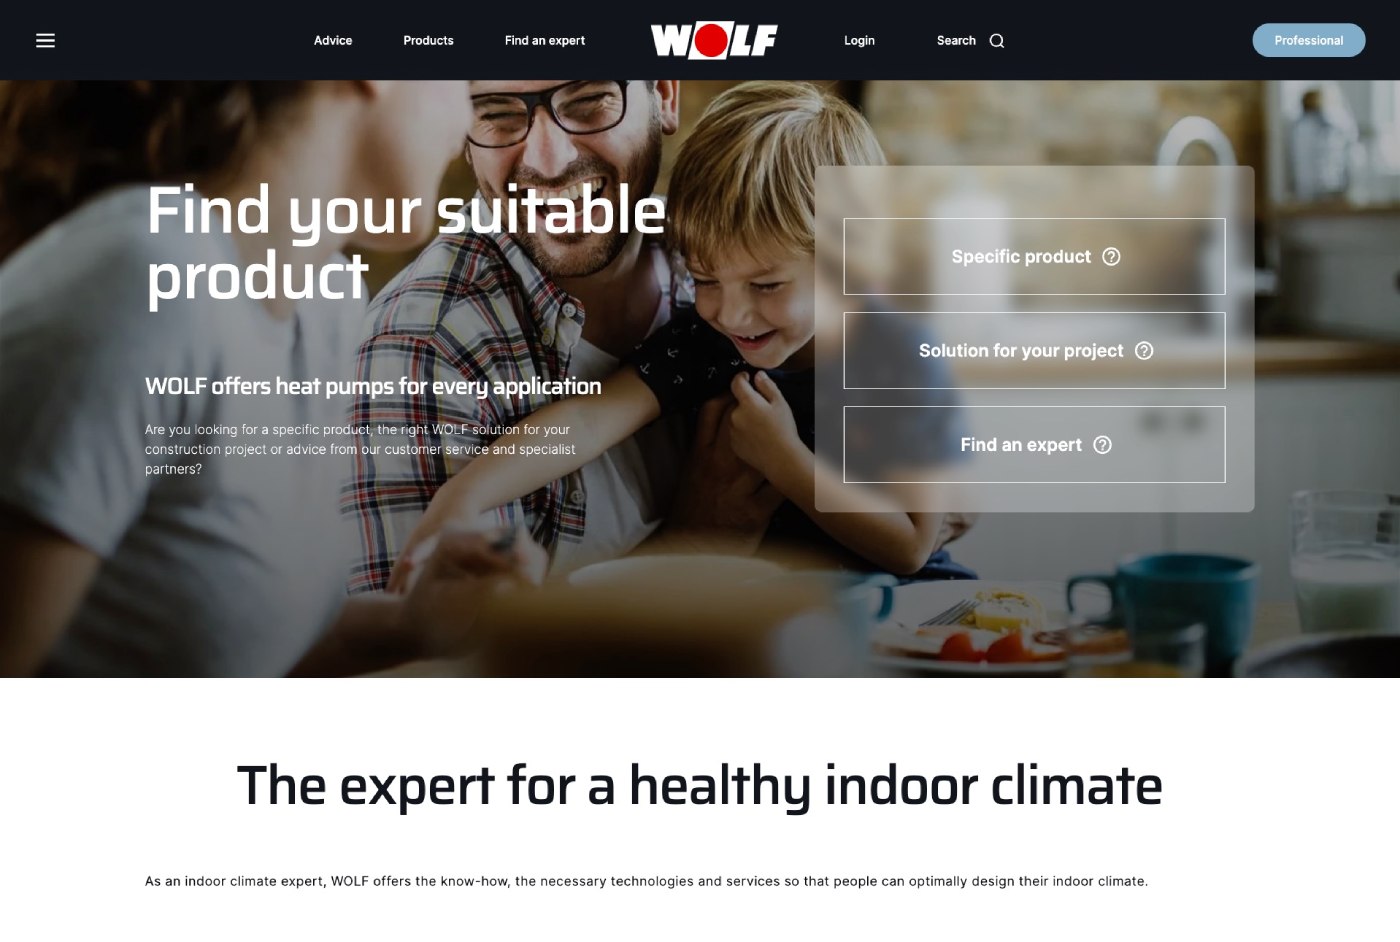 Advice
Products
Find an expert
WOLF
Login
Search
Professional
Find your suitable
product
WOLF offers heat pumps for every application
Are you looking for a specific product, the right WOLF solution for your
construction project or advice from our customer service and specialist
partners?
Specific product ?
Solution for your project ?
Find an expert ?
The expert for a healthy indoor climate
As an indoor climate expert, WOLF offers the know-how, the necessary technologies and services so that people can optimally design their indoor climate.